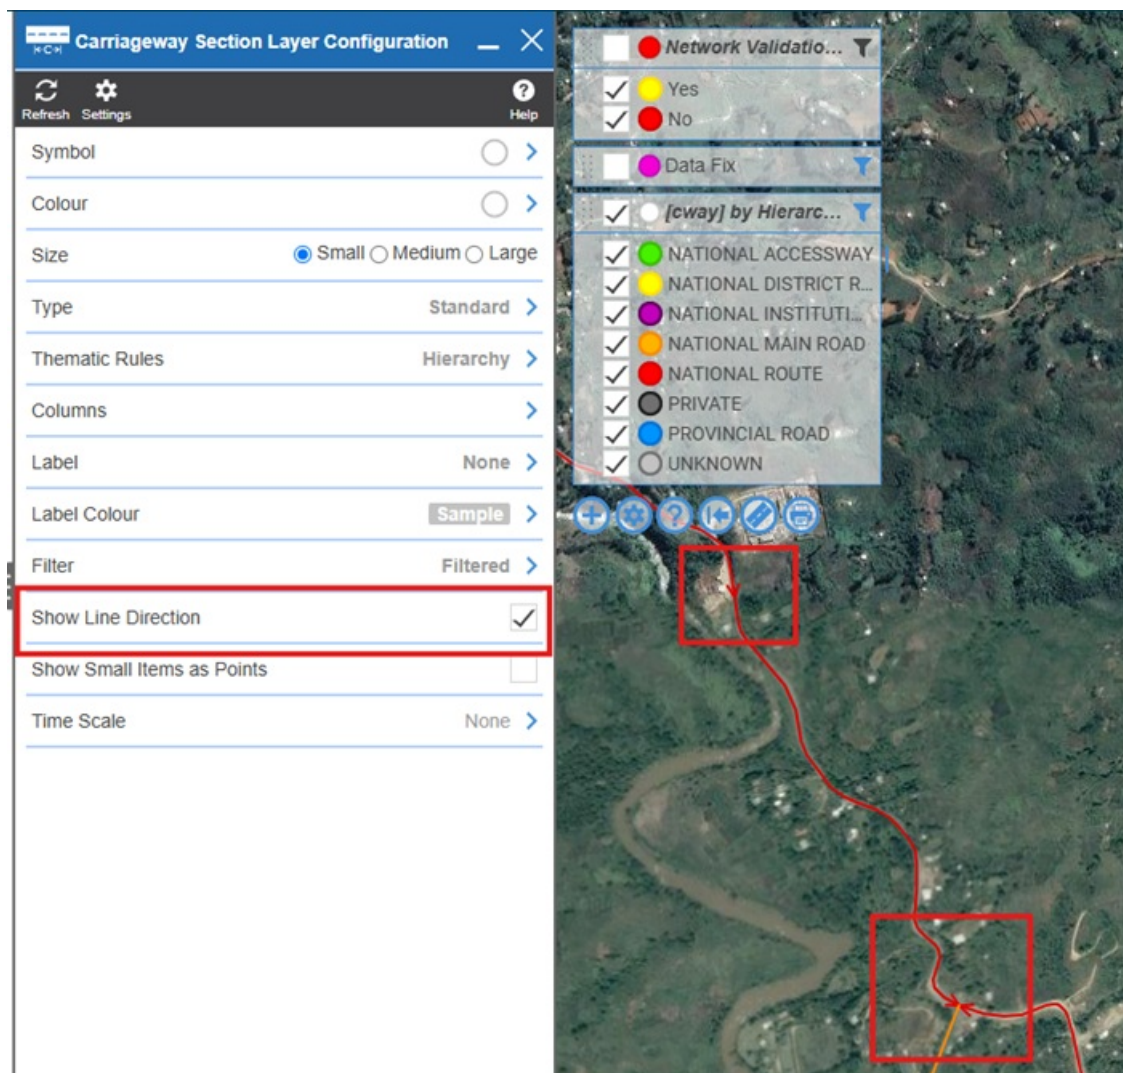 Carriageway Section Layer Configuration
Refresh Settings Help
Symbol
Colour
Size Small Medium Large
Type Standard
Thematic Rules Hierarchy
Columns
Label None
Label Colour Sample
Filter Filtered
Show Line Direction
Show Small Items as Points
Time Scale None
Network Validatio...
Yes
No
Data Fix
[cway] by Hierarc...
NATIONAL ACCESSWAY
NATIONAL DISTRICT R...
NATIONAL INSTITUTI...
NATIONAL MAIN ROAD
NATIONAL ROUTE
PRIVATE
PROVINCIAL ROAD
UNKNOWN